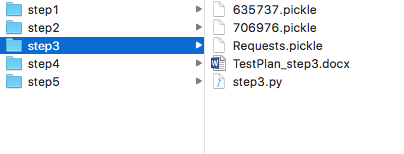 step1
step2
step3
step4
step5
635737.pickle
706976.pickle
Requests.pickle
TestPlan_step3.docx
step3.py